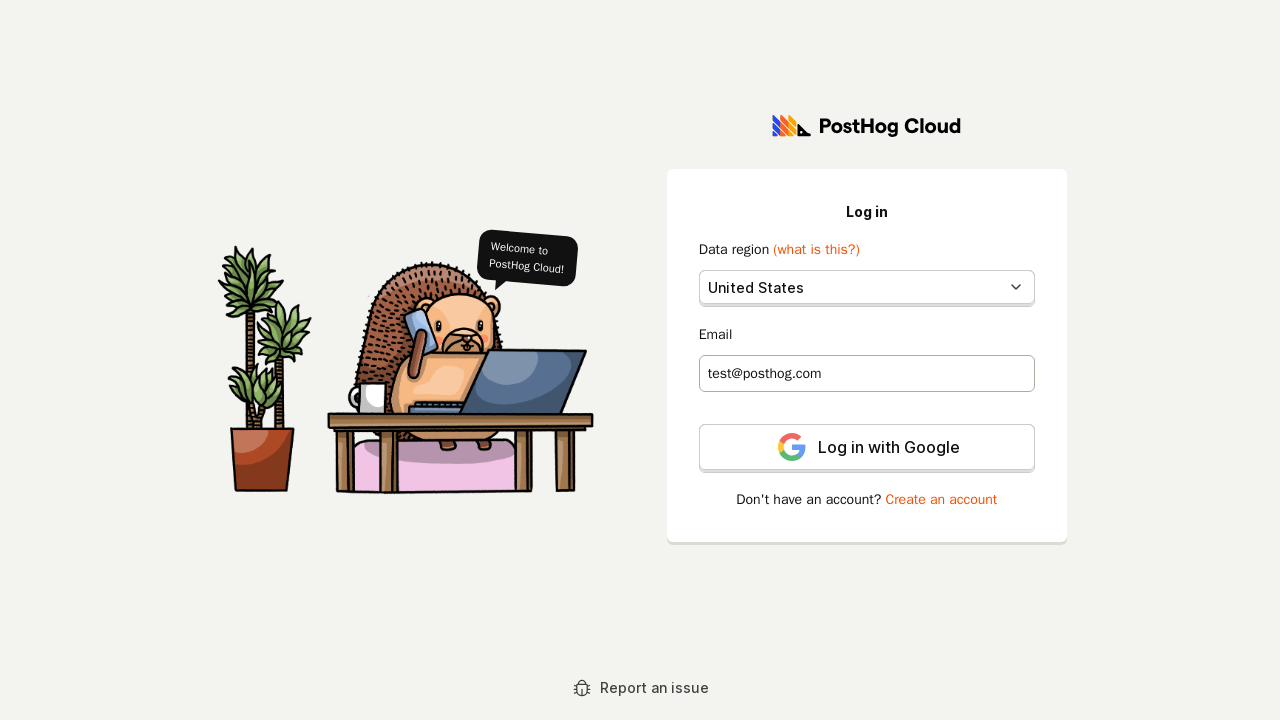 PostHog Cloud
Log in
Data region (what is this?)
United States
Email
test@posthog.com
Log in with Google
Don't have an account? Create an account
Welcome to
PostHog Cloud!
Report an issue